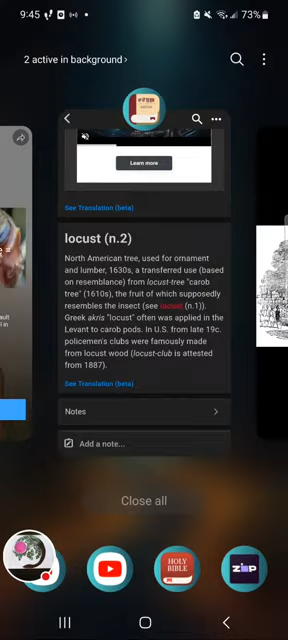 9:45
73%
2 active in background
Learn more
See Translation (beta)
locust (n.2)
North American tree, used for ornament
and lumber, 1630s, a transferred use (based
on resemblance) from locust-tree "carob
tree" (1610s), the fruit of which supposedly
resembles the insect (see locust (n.1)).
Greek akris "locust" often was applied in the
Levant to carob pods. In U.S. from late 19c.
policemen's clubs were famously made
from locust wood (locust-club is attested
from 1887).
See Translation (beta)
Notes
Add a note...
Close all
HOLY
BIBLE
ZIP